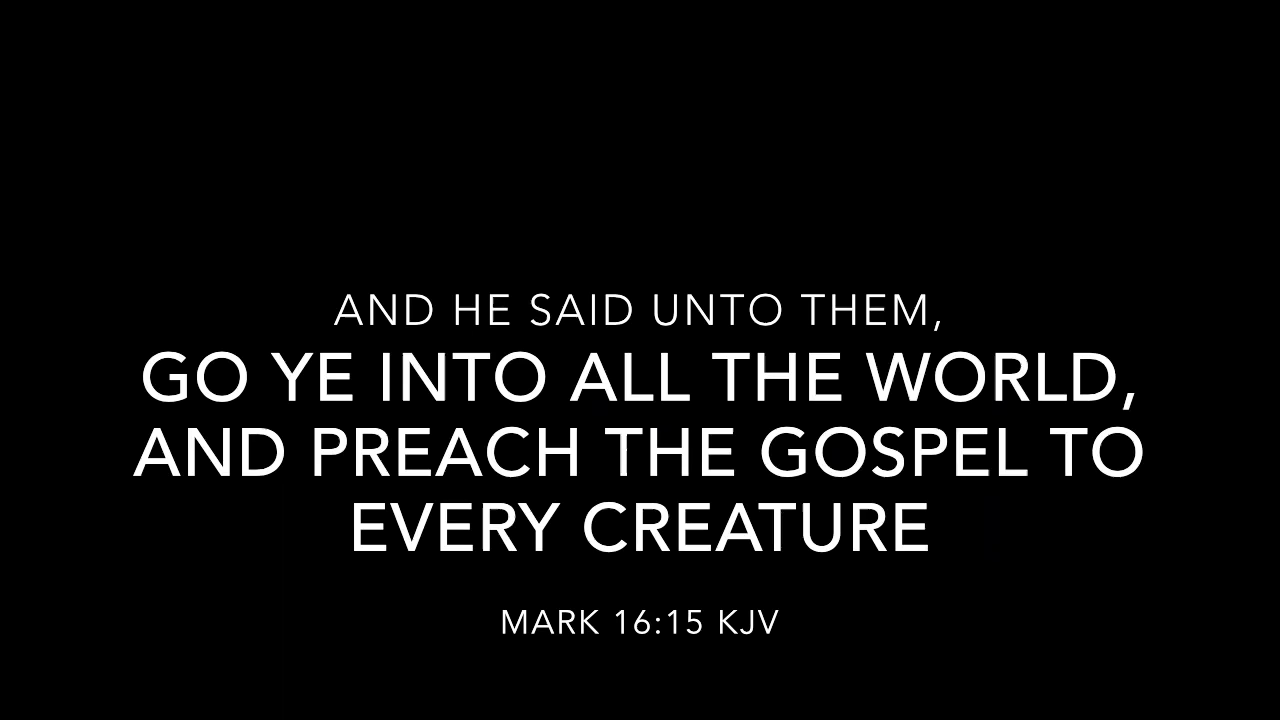 AND HE SAID UNTO THEM,
GO YE INTO ALL THE WORLD,
AND PREACH THE GOSPEL TO
EVERY CREATURE
MARK 16:15 KJV